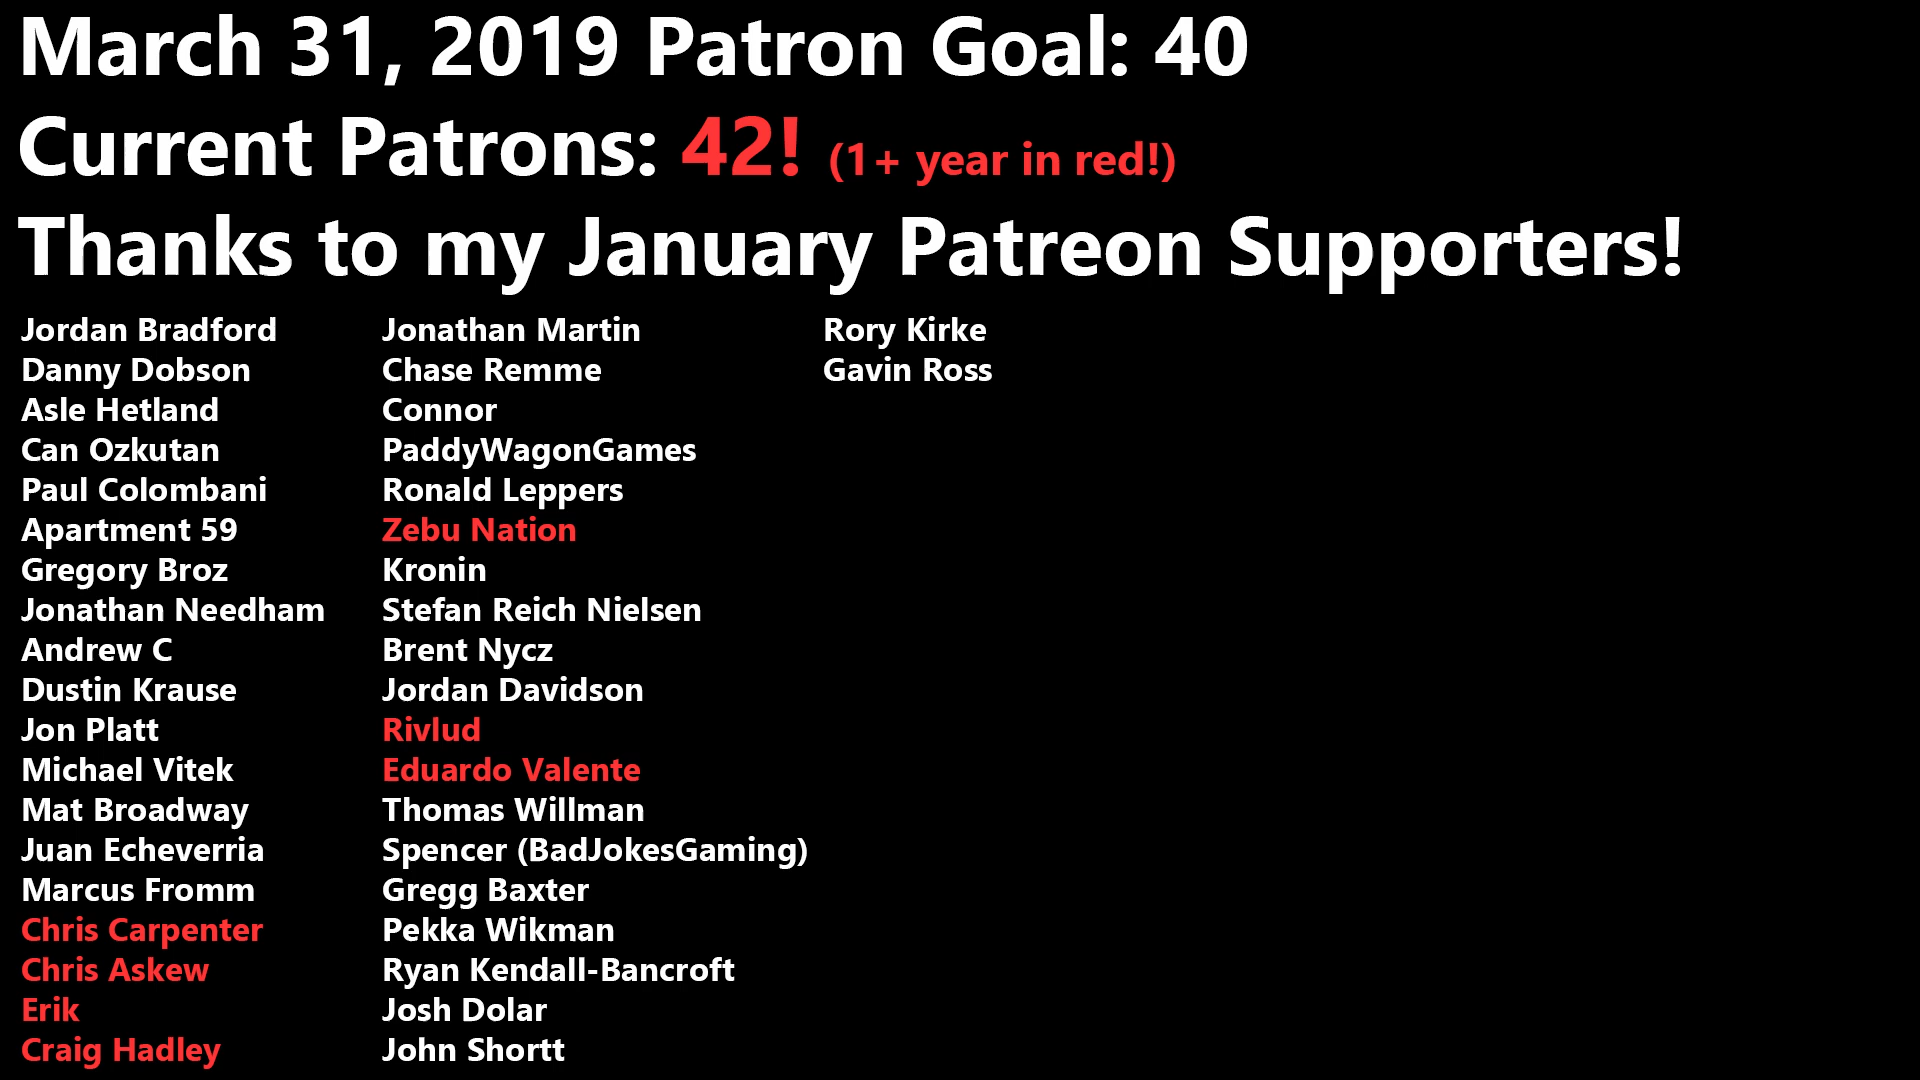 March 31, 2019 Patron Goal: 40
Current Patrons: 42! (1+ year in red!)
Thanks to my January Patreon Supporters!
Jordan Bradford
Danny Dobson
Asle Hetland
Can Ozkutan
Paul Colombani
Apartment 59
Gregory Broz
Jonathan Needham
Andrew C
Dustin Krause
Jon Platt
Michael Vitek
Mat Broadway
Juan Echeverria
Marcus Fromm
Chris Carpenter
Chris Askew
Erik
Craig Hadley
Jonathan Martin
Chase Remme
Connor
PaddyWagonGames
Ronald Leppers
Zebu Nation
Kronin
Stefan Reich Nielsen
Brent Nycz
Jordan Davidson
Rivlud
Eduardo Valente
Thomas Willman
Spencer (BadJokesGaming)
Gregg Baxter
Pekka Wikman
Ryan Kendall-Bancroft
Josh Dolar
John Shortt
Rory Kirke
Gavin Ross